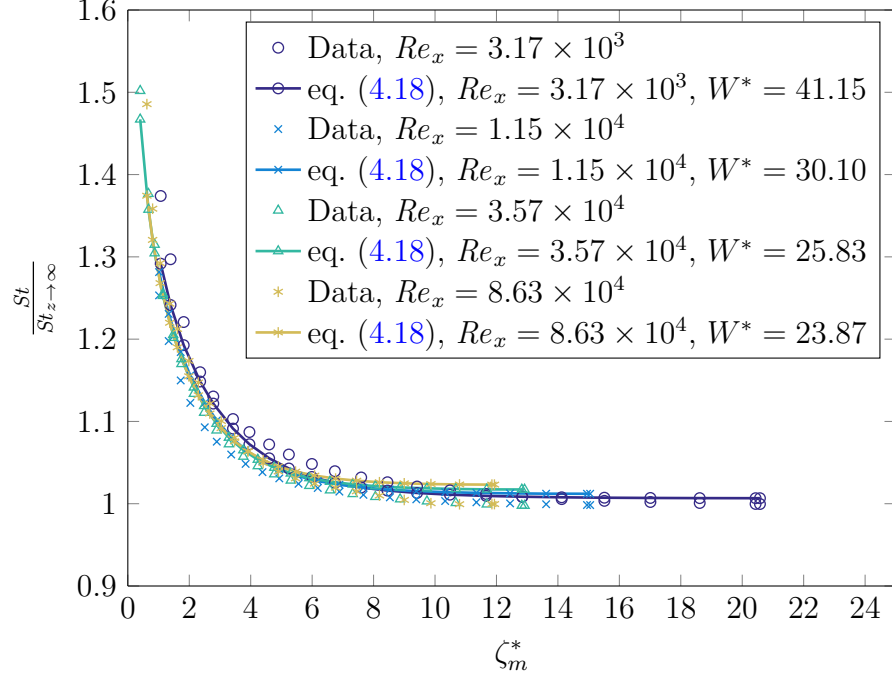 1.6
1.5
1.4
1.3
1.2
1.1
1
0.9
St
St_{z→∞}
Data, Re_x = 3.17 × 10^3
eq. (4.18), Re_x = 3.17 × 10^3, W* = 41.15
Data, Re_x = 1.15 × 10^4
eq. (4.18), Re_x = 1.15 × 10^4, W* = 30.10
Data, Re_x = 3.57 × 10^4
eq. (4.18), Re_x = 3.57 × 10^4, W* = 25.83
Data, Re_x = 8.63 × 10^4
eq. (4.18), Re_x = 8.63 × 10^4, W* = 23.87
0 2 4 6 8 10 12 14 16 18 20 22 24
ζ*_m